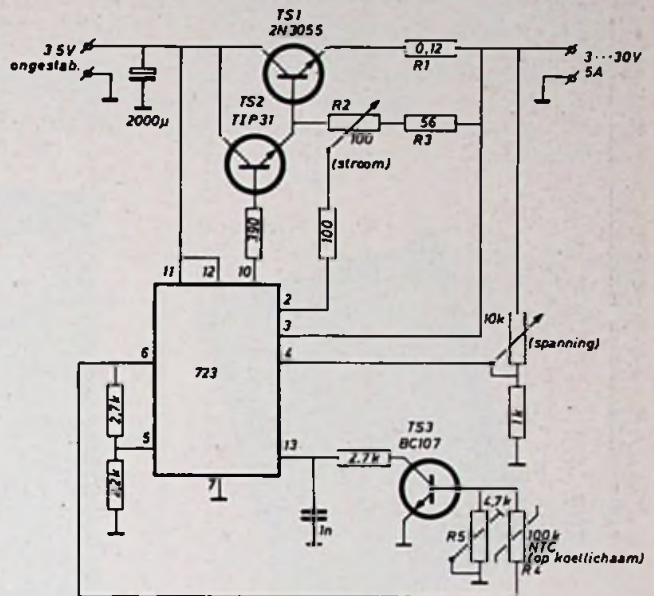 TS1
2N3055
35V
ongestab.
2000µ
0,12
R1
3···30V
5A
TS2
TIP31
R2
100
(stroom)
56
R3
390
100
11
12
10
2
3
4
6
723
5
13
7
2,7k
2,2k
10k
(spanning)
1k
TS3
BC107
2,7k
1n
4,7k
R5
100k
NTC
(op koellichaam)
R4